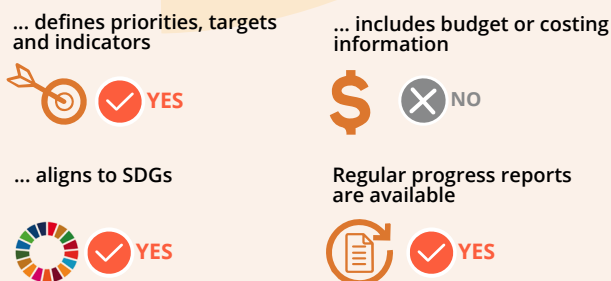 ... defines priorities, targets
and indicators
YES
... includes budget or costing
information
$
NO
... aligns to SDGs
YES
Regular progress reports
are available
YES